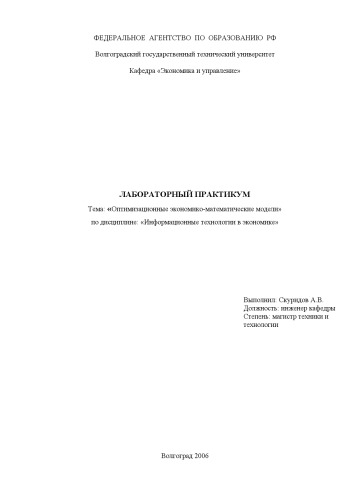 ФЕДЕРАЛЬНОЕ АГЕНТСТВО ПО ОБРАЗОВАНИЮ РФ
Волгоградский государственный технический университет
Кафедра «Экономика и управление»
ЛАБОРАТОРНЫЙ ПРАКТИКУМ
Тема: «Оптимизационные экономико-математические модели»
по дисциплине: «Информационные технологии в экономике»
Выполнил: Скуридов А.В.
Должность: инженер кафедры
Степень: магистр техники и
технологии
Волгоград 2006